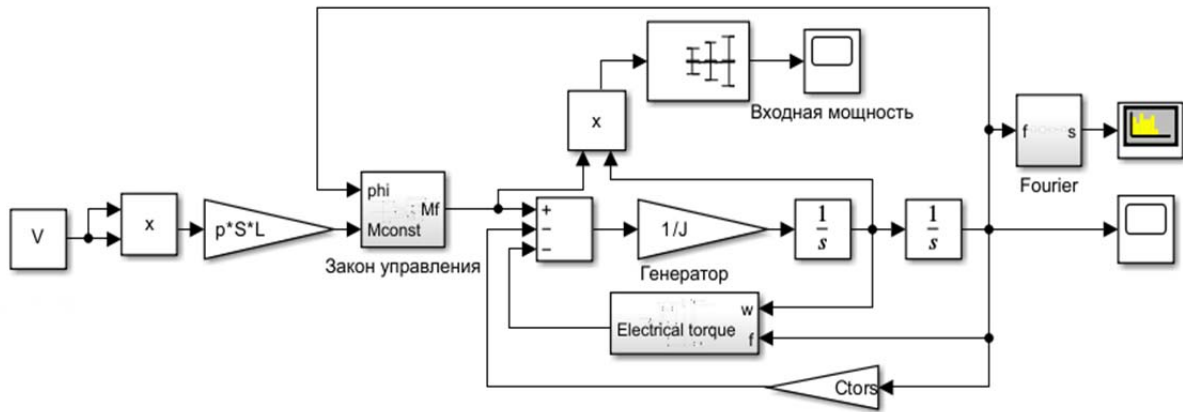 Входная мощность
x
f s
Fourier
phi
Mf
Mconst
Закон управления
V
x
p*S*L
+
−
−
1/J
Генератор
1
s
1
s
w
Electrical torque
f
Ctors